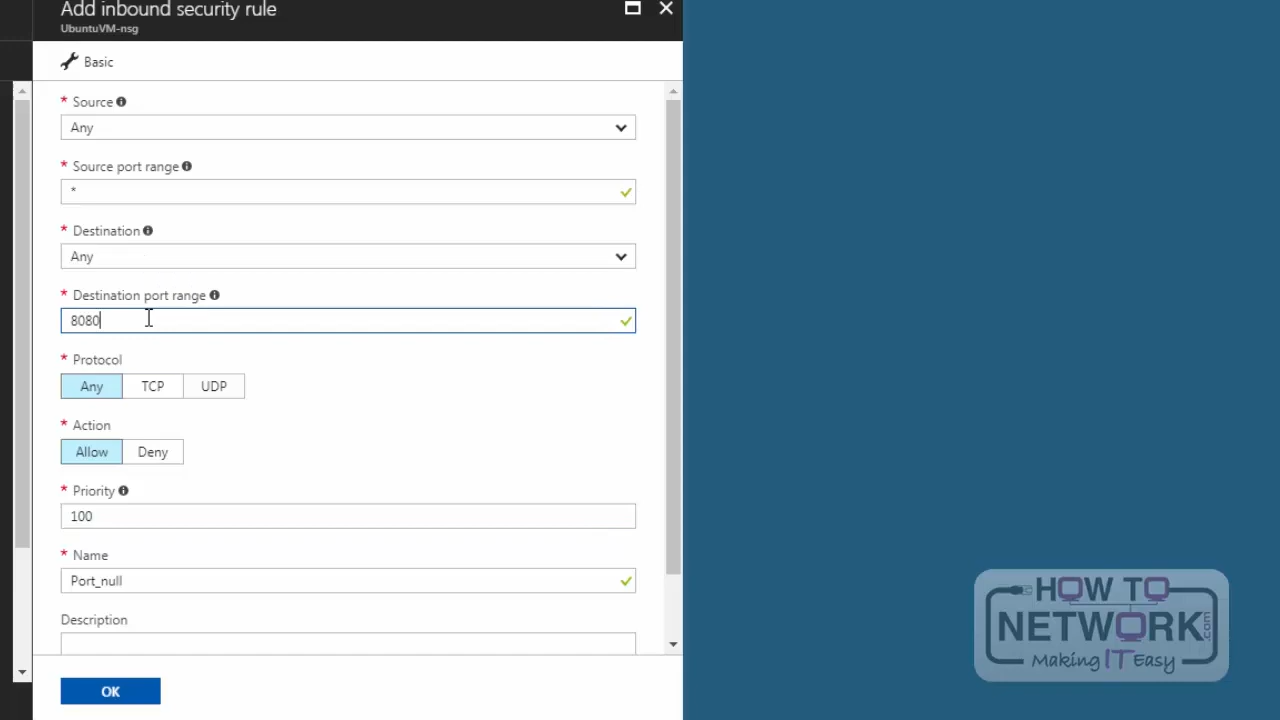 Add inbound security rule
UbuntuVM-nsg
Basic
* Source
Any
* Source port range
*
* Destination
Any
* Destination port range
8080
* Protocol
Any TCP UDP
* Action
Allow Deny
* Priority
100
* Name
Port_null
Description
OK
HOW TO
NETWORK.com
Making IT Easy